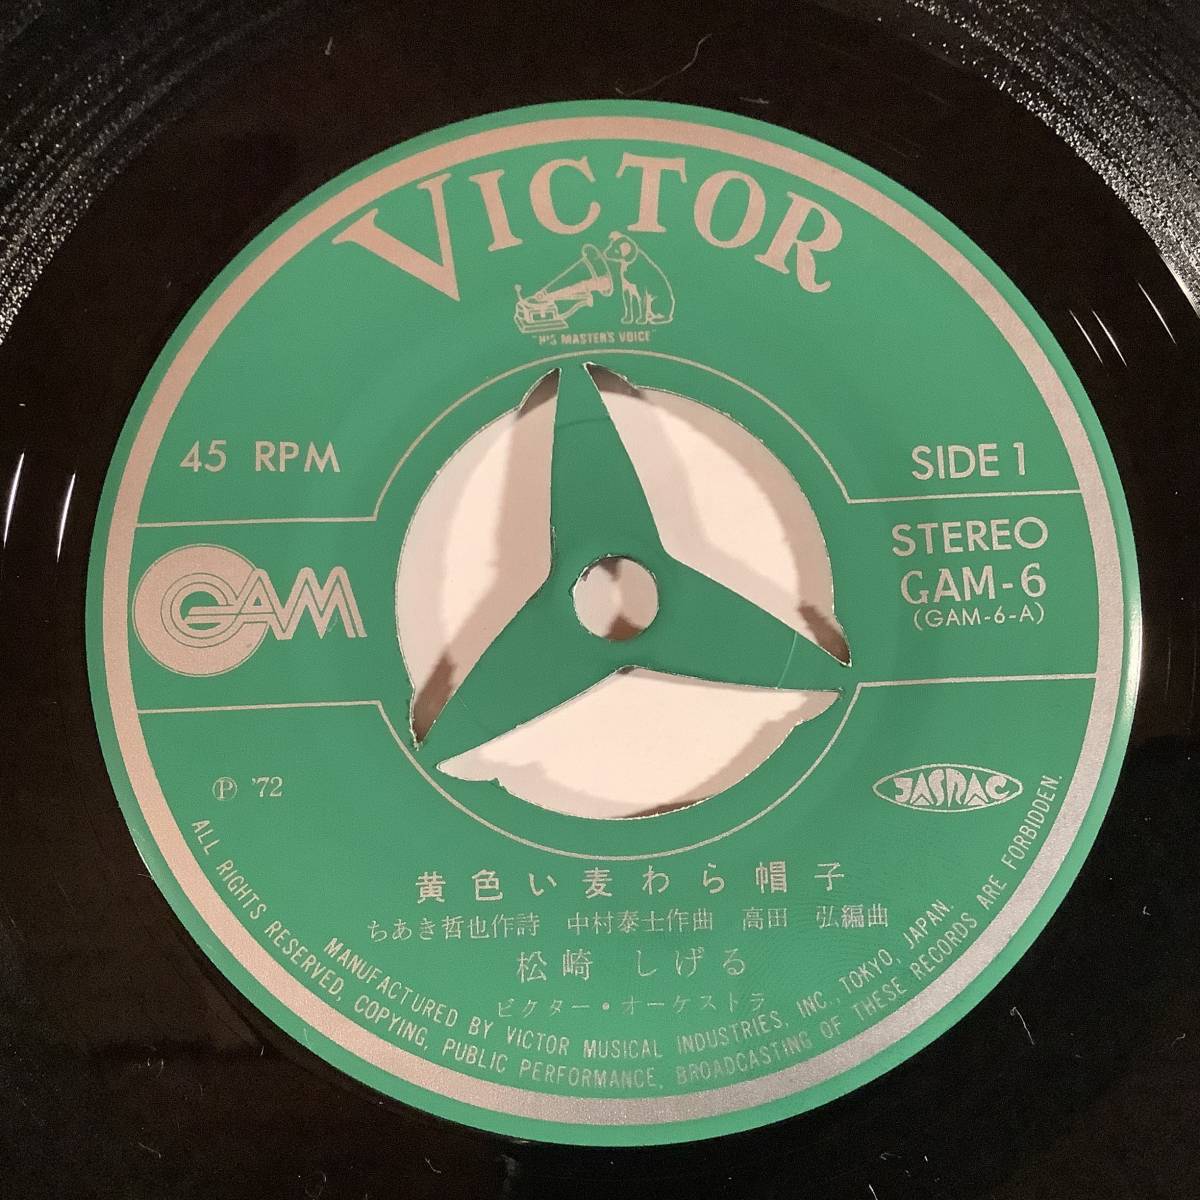 VICTOR
"HIS MASTER'S VOICE"
45 RPM
SIDE 1
GAM
STEREO
GAM-6
(GAM-6-A)
Ⓟ '72
JASRAC
黄色い麦わら帽子
ちあき哲也作詩 中村泰士作曲 高田 弘編曲
松崎 しげる
ビクター・オーケストラ
MANUFACTURED BY VICTOR MUSICAL INDUSTRIES, INC., TOKYO, JAPAN.
ALL RIGHTS RESERVED, COPYING, PUBLIC PERFORMANCE, BROADCASTING OF THESE RECORDS ARE FORBIDDEN.